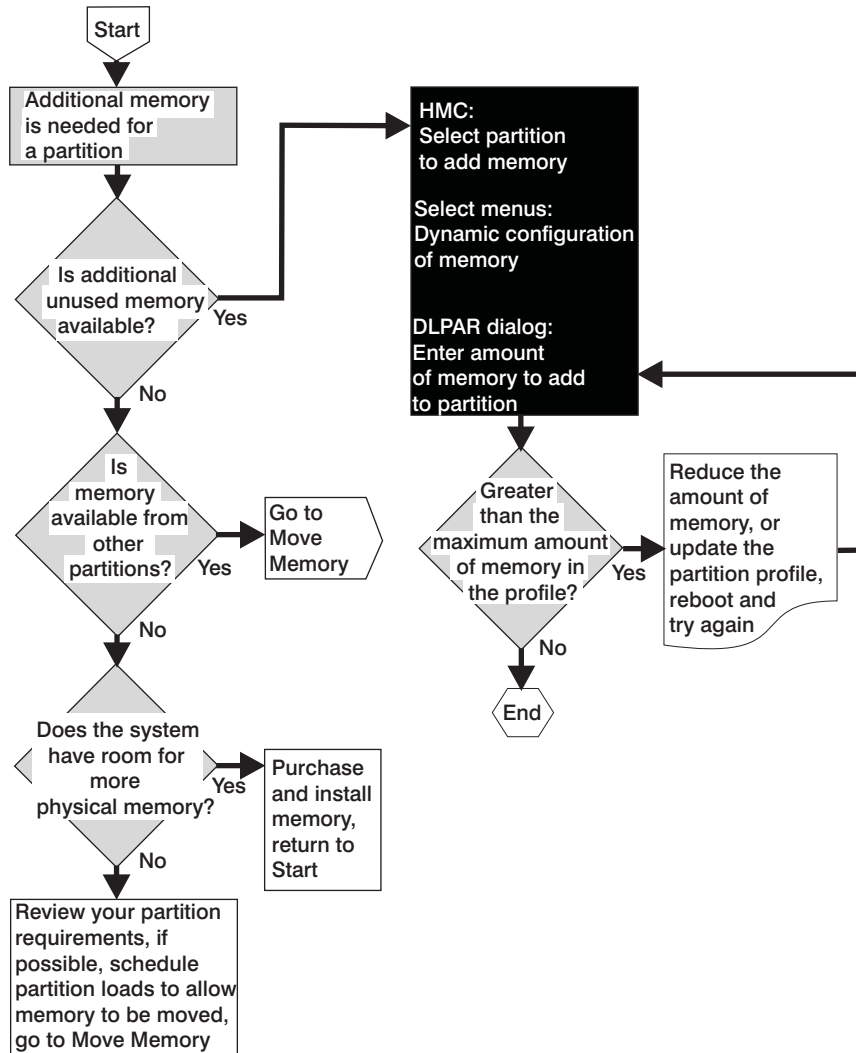 Start
Additional memory
is needed for
a partition
Is additional
unused memory
available?
Yes
No
Is
memory
available from
other
partitions?
Yes
Go to
Move
Memory
No
Does the system
have room for
more
physical memory?
Yes
Purchase
and install
memory,
return to
Start
No
Review your partition
requirements, if
possible, schedule
partition loads to allow
memory to be moved,
go to Move Memory
HMC:
Select partition
to add memory
Select menus:
Dynamic configuration
of memory
DLPAR dialog:
Enter amount
of memory to add
to partition
Greater
than the
maximum amount
of memory in
the profile?
Yes
Reduce the
amount of
memory, or
update the
partition profile,
reboot and
try again
No
End